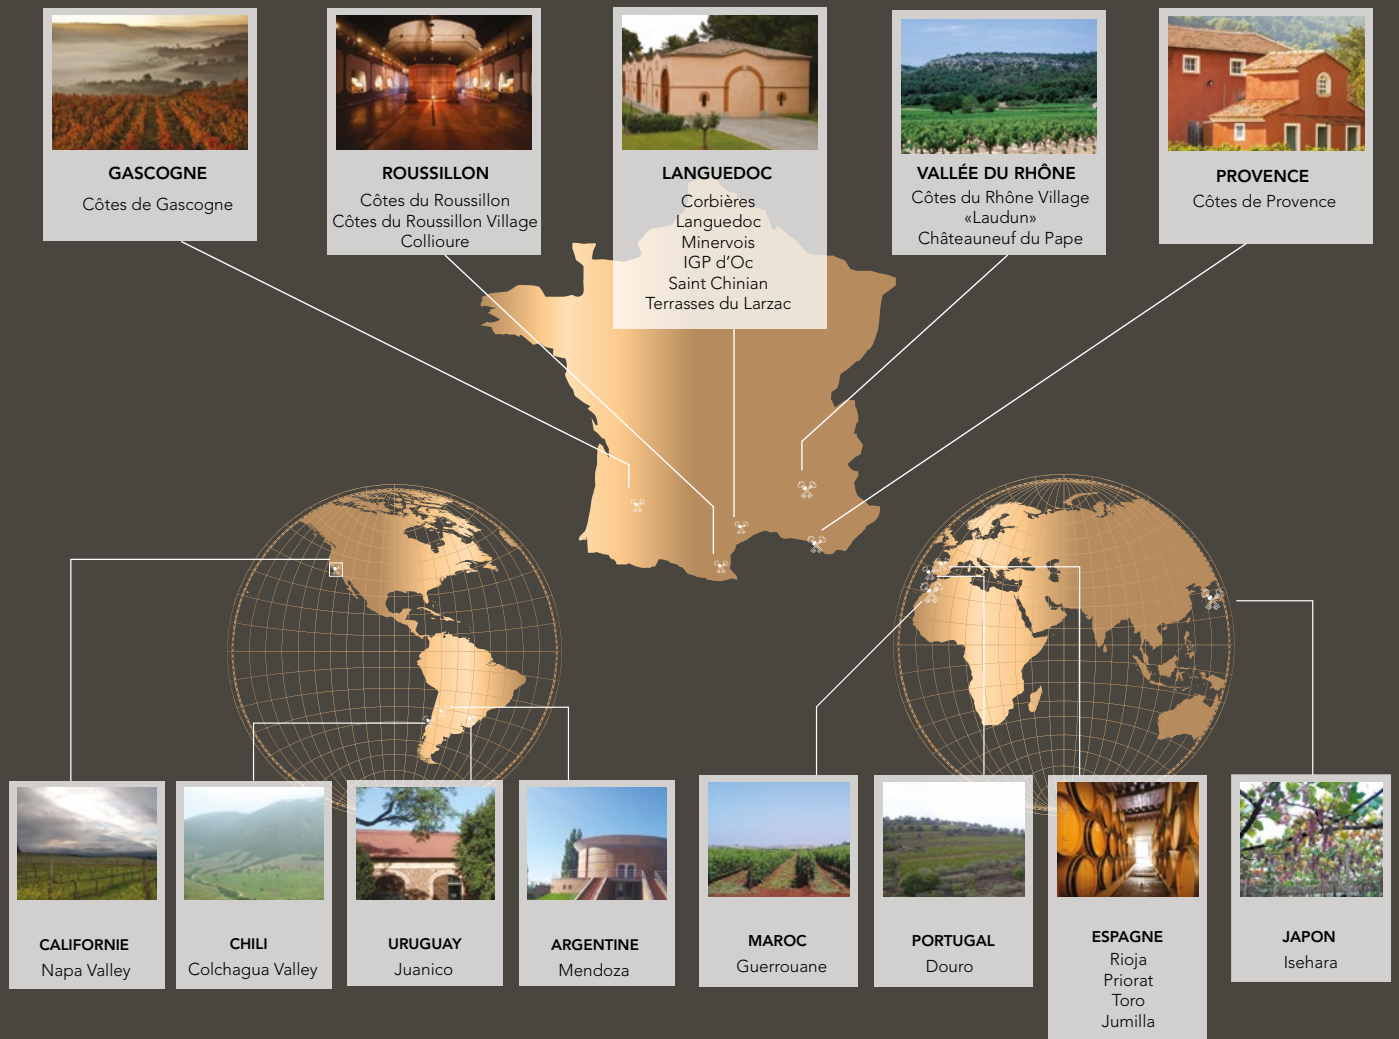 GASCOGNE
Côtes de Gascogne
ROUSSILLON
Côtes du Roussillon
Côtes du Roussillon Village
Collioure
LANGUEDOC
Corbières
Languedoc
Minervois
IGP d’Oc
Saint Chinian
Terrasses du Larzac
VALLÉE DU RHÔNE
Côtes du Rhône Village
«Laudun»
Châteauneuf du Pape
PROVENCE
Côtes de Provence
CALIFORNIE
Napa Valley
CHILI
Colchagua Valley
URUGUAY
Juanico
ARGENTINE
Mendoza
MAROC
Guerrouane
PORTUGAL
Douro
ESPAGNE
Rioja
Priorat
Toro
Jumilla
JAPON
Isehara